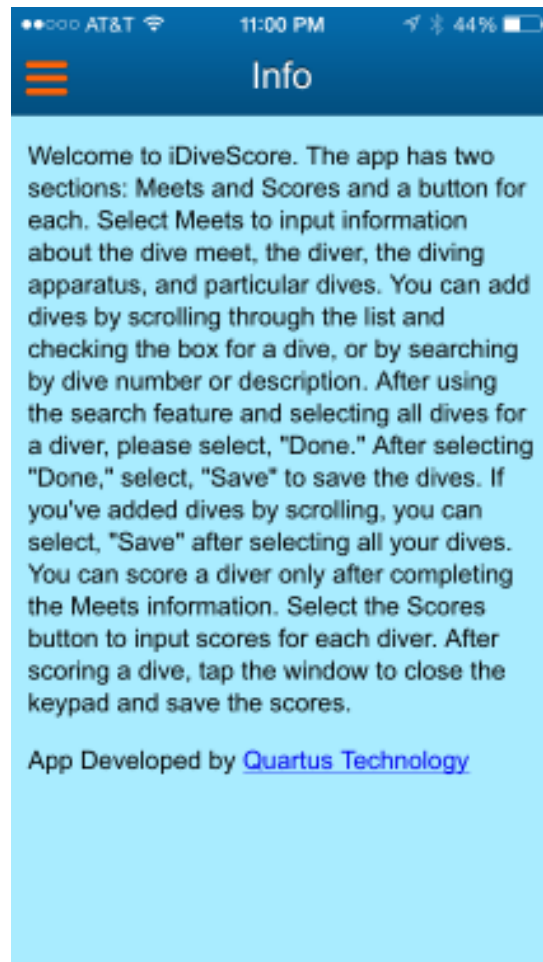 AT&T 11:00 PM 44%
Info
Welcome to iDiveScore. The app has two
sections: Meets and Scores and a button for
each. Select Meets to input information
about the dive meet, the diver, the diving
apparatus, and particular dives. You can add
dives by scrolling through the list and
checking the box for a dive, or by searching
by dive number or description. After using
the search feature and selecting all dives for
a diver, please select, "Done." After selecting
"Done," select, "Save" to save the dives. If
you've added dives by scrolling, you can
select, "Save" after selecting all your dives.
You can score a diver only after completing
the Meets information. Select the Scores
button to input scores for each diver. After
scoring a dive, tap the window to close the
keypad and save the scores.
App Developed by Quartus Technology